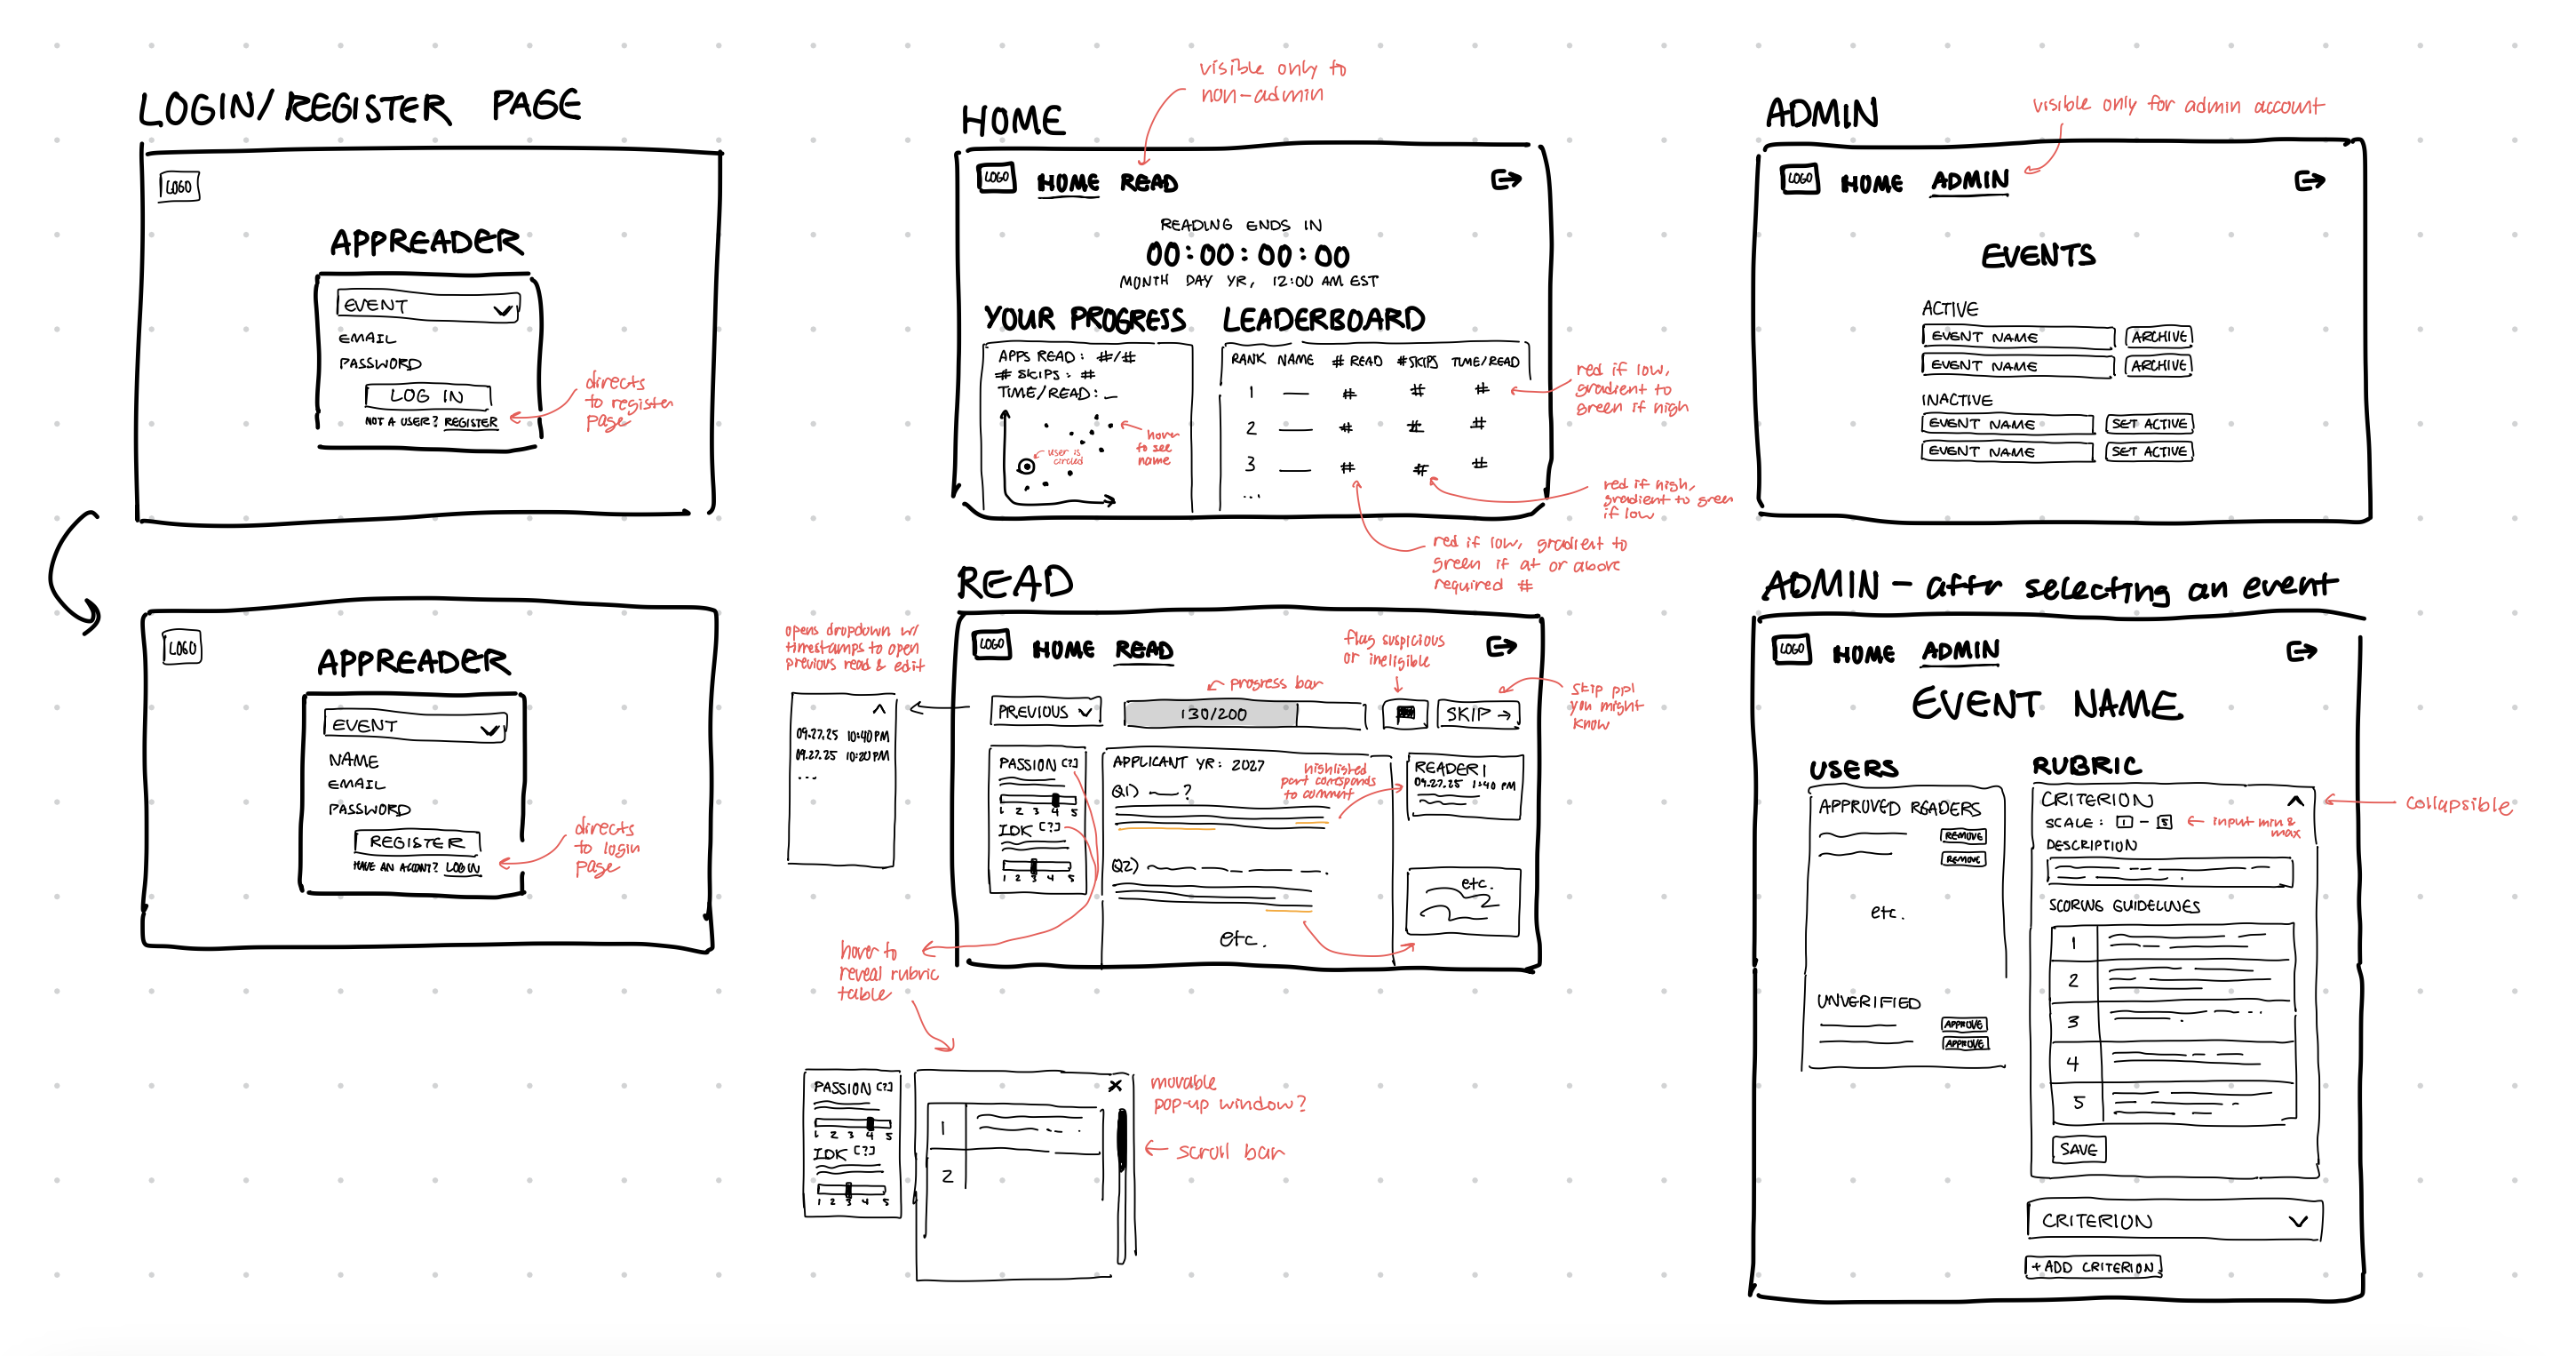 LOGIN/REGISTER PAGE
LOGO
APPREADER
EVENT
EMAIL
PASSWORD
LOG IN
NOT A USER? REGISTER
directs
to register
page
LOGO
APPREADER
EVENT
NAME
EMAIL
PASSWORD
REGISTER
HAVE AN ACCOUNT? LOG IN
directs
to login
page
visible only to
non-admin
HOME
LOGO
HOME READ
READING ENDS IN
00:00:00:00
MONTH DAY YR, 12:00 AM EST
YOUR PROGRESS
APPS READ: #/#
# SKIPS: #
TIME/READ: _
user is
circled
hover
to see
name
LEADERBOARD
RANK NAME # READ #SKIPS TIME/READ
1 — # # #
2 — # # #
3 — # # #
...
red if low,
gradient to
green if high
red if high,
gradient to green
if low
red if low, gradient to
green if at or above
required #
READ
LOGO
HOME READ
opens dropdown w/
timestamps to open
previous read & edit
09.27.25 10:40 PM
09.27.25 10:20 PM
...
PREVIOUS
progress bar
130/200
flag suspicious
or ineligible
SKIP →
skip ppl
you might
know
PASSION [?]
1 2 3 4 5
IDK [?]
1 2 3 4 5
APPLICANT YR: 2027
Q1) — ?
Q2)
etc.
highlighted
part corresponds
to comment
READER 1
09.27.25 1:40 PM
etc.
hover to
reveal rubric
table
PASSION [?]
1 2 3 4 5
IDK [?]
1 2 3 4 5
X
1
2
movable
pop-up window?
← scroll bar
ADMIN
visible only for admin account
LOGO
HOME ADMIN
EVENTS
ACTIVE
EVENT NAME ARCHIVE
EVENT NAME ARCHIVE
INACTIVE
EVENT NAME SET ACTIVE
EVENT NAME SET ACTIVE
ADMIN - aftr selecting an event
LOGO
HOME ADMIN
EVENT NAME
USERS
APPROVED READERS
REMOVE
REMOVE
etc.
UNVERIFIED
APPROVE
APPROVE
RUBRIC
CRITERION
SCALE: 1 - 5
← input min &
max
collapsible
DESCRIPTION
SCORING GUIDELINES
1
2
3
4
5
SAVE
CRITERION
+ ADD CRITERION